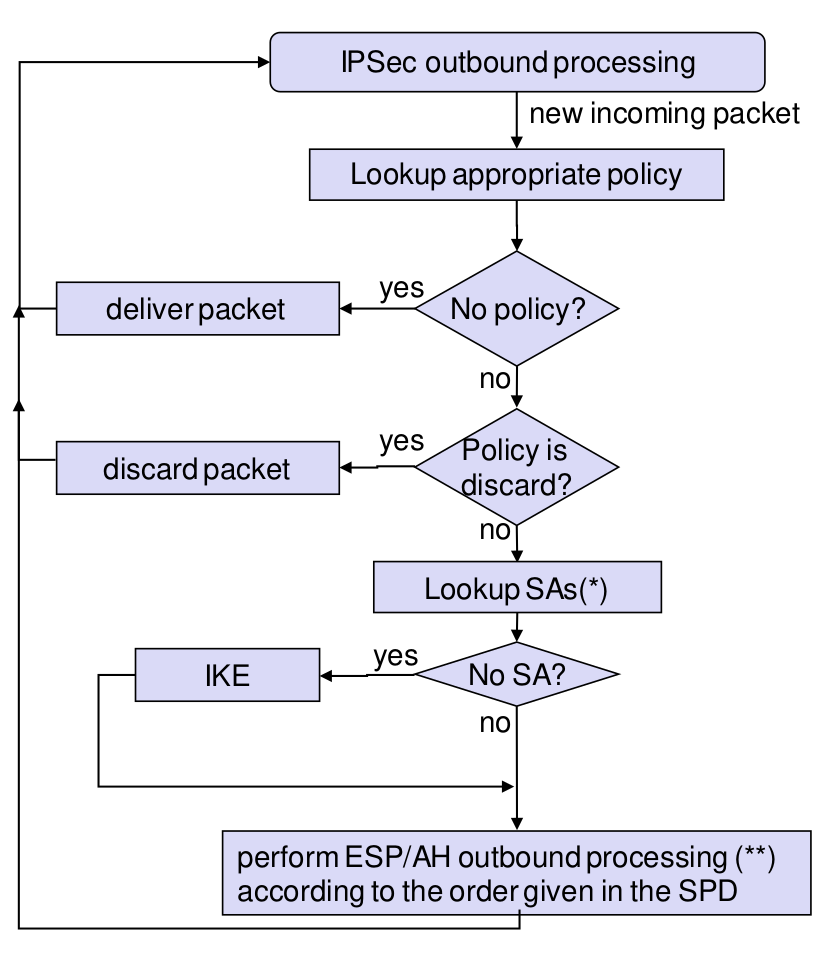 IPSec outbound processing
new incoming packet
Lookup appropriate policy
yes
deliver packet
No policy?
no
yes
discard packet
Policy is
discard?
no
Lookup SAs(*)
yes
IKE
No SA?
no
perform ESP/AH outbound processing (**)
according to the order given in the SPD